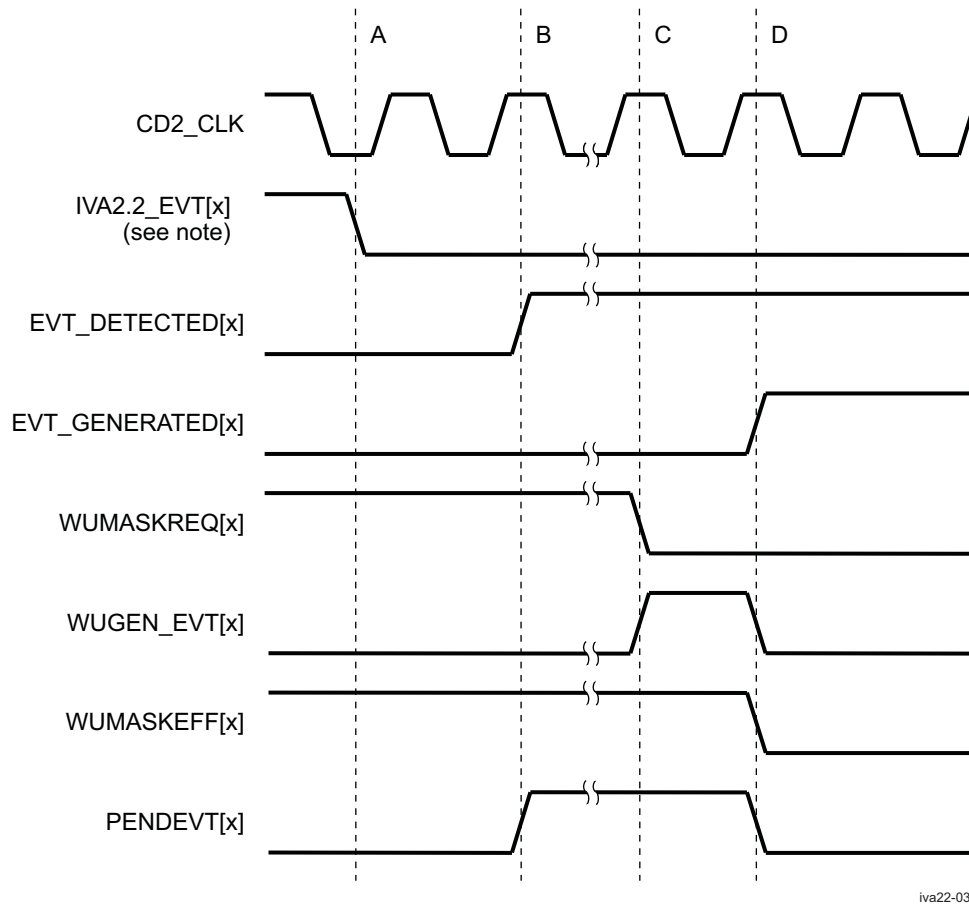 A B C D
CD2_CLK
IVA2.2_EVT[x]
(see note)
EVT_DETECTED[x]
EVT_GENERATED[x]
WUMASKREQ[x]
WUGEN_EVT[x]
WUMASKEFF[x]
PENDEVT[x]
iva22-03